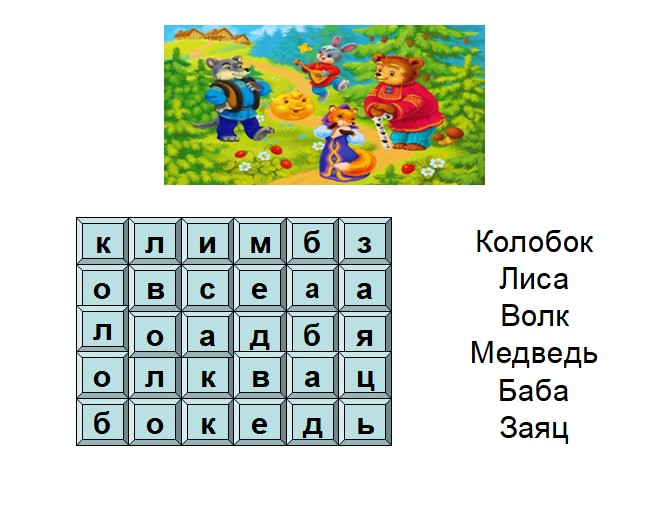 к л и м б з
о в с е а а
л о а д б я
о л к в а ц
б о к е д ь
Колобок
Лиса
Волк
Медведь
Баба
Заяц